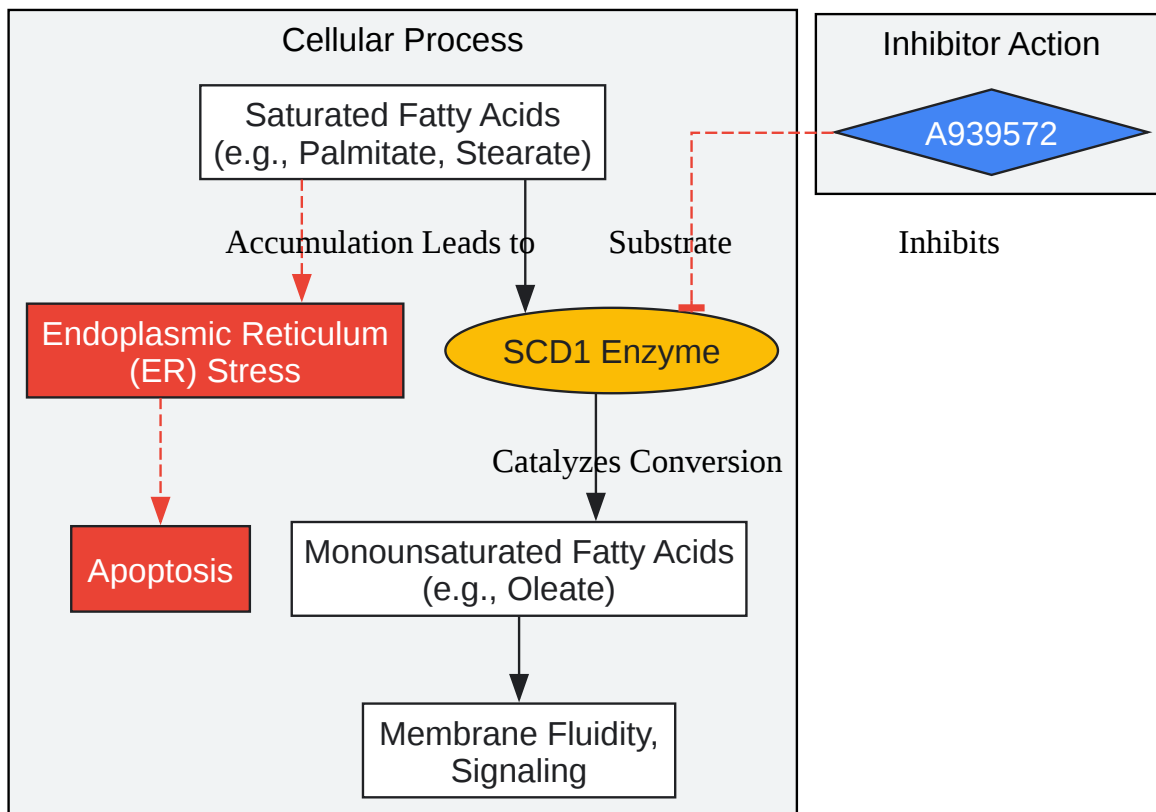 Cellular Process
Inhibitor Action
Saturated Fatty Acids
(e.g., Palmitate, Stearate)
A939572
Accumulation Leads to
Substrate
Inhibits
Endoplasmic Reticulum
(ER) Stress
SCD1 Enzyme
Catalyzes Conversion
Apoptosis
Monounsaturated Fatty Acids
(e.g., Oleate)
Membrane Fluidity,
Signaling